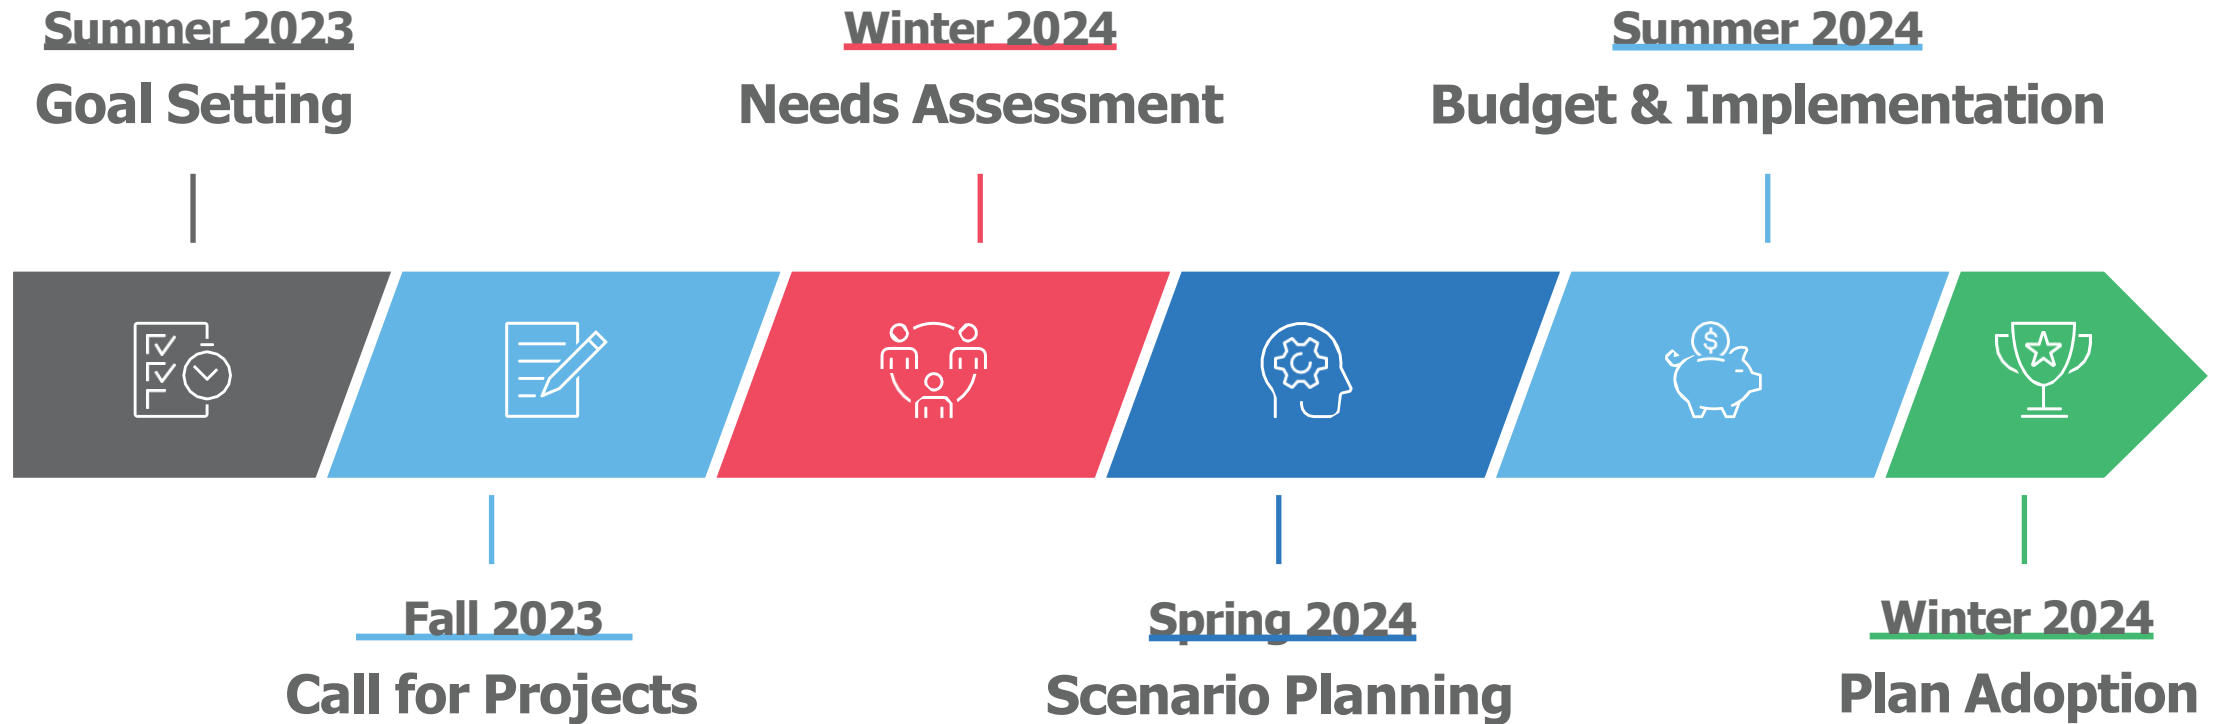 Summer 2023
Goal Setting
Winter 2024
Needs Assessment
Summer 2024
Budget & Implementation
$
Fall 2023
Call for Projects
Spring 2024
Scenario Planning
Winter 2024
Plan Adoption